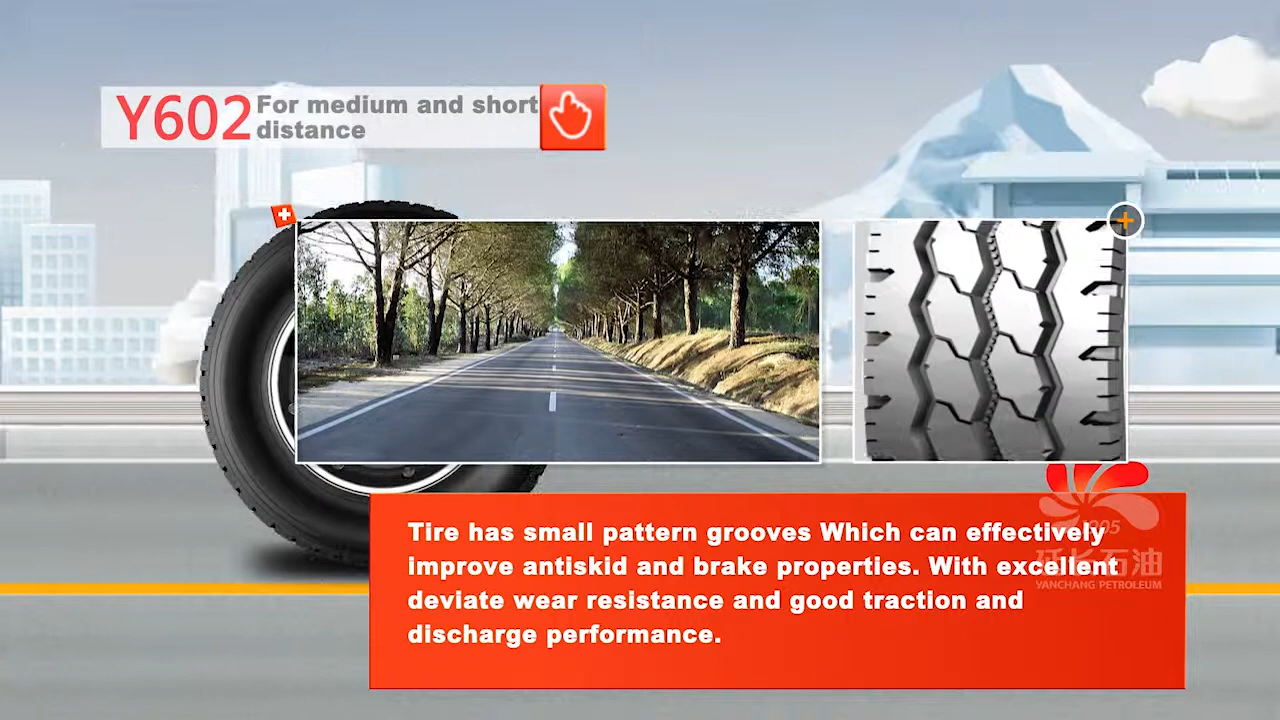 Y602
For medium and short
distance
Tire has small pattern grooves Which can effectively
improve antiskid and brake properties. With excellent
deviate wear resistance and good traction and
discharge performance.
1905
延长石油
YANCHANG PETROLEUM